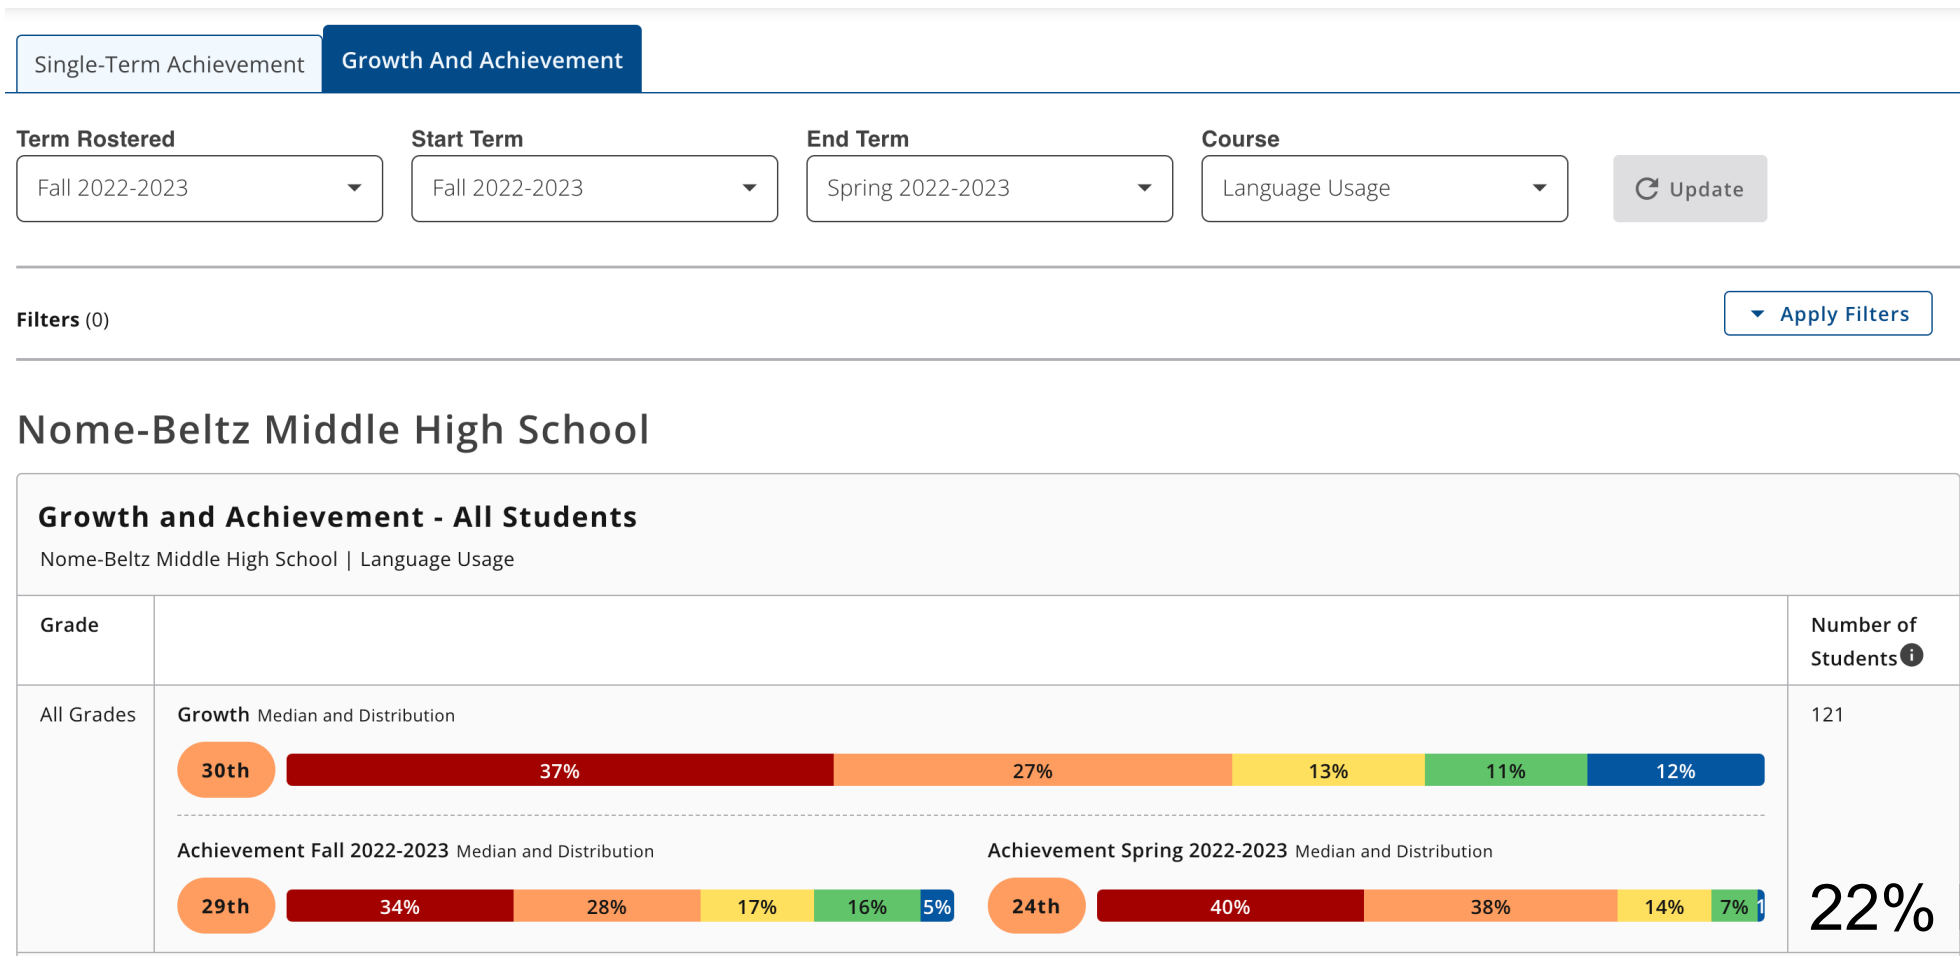 Single-Term Achievement
Growth And Achievement
Term Rostered
Start Term
End Term
Course
Fall 2022-2023
Fall 2022-2023
Spring 2022-2023
Language Usage
Update
Filters (0)
Apply Filters
Nome-Beltz Middle High School
Growth and Achievement - All Students
Nome-Beltz Middle High School | Language Usage
Grade
Number of
Students
All Grades
Growth Median and Distribution
121
30th
37%
27%
13%
11%
12%
Achievement Fall 2022-2023 Median and Distribution
Achievement Spring 2022-2023 Median and Distribution
29th
34%
28%
17%
16%
5%
24th
40%
38%
14%
7%
1
22%